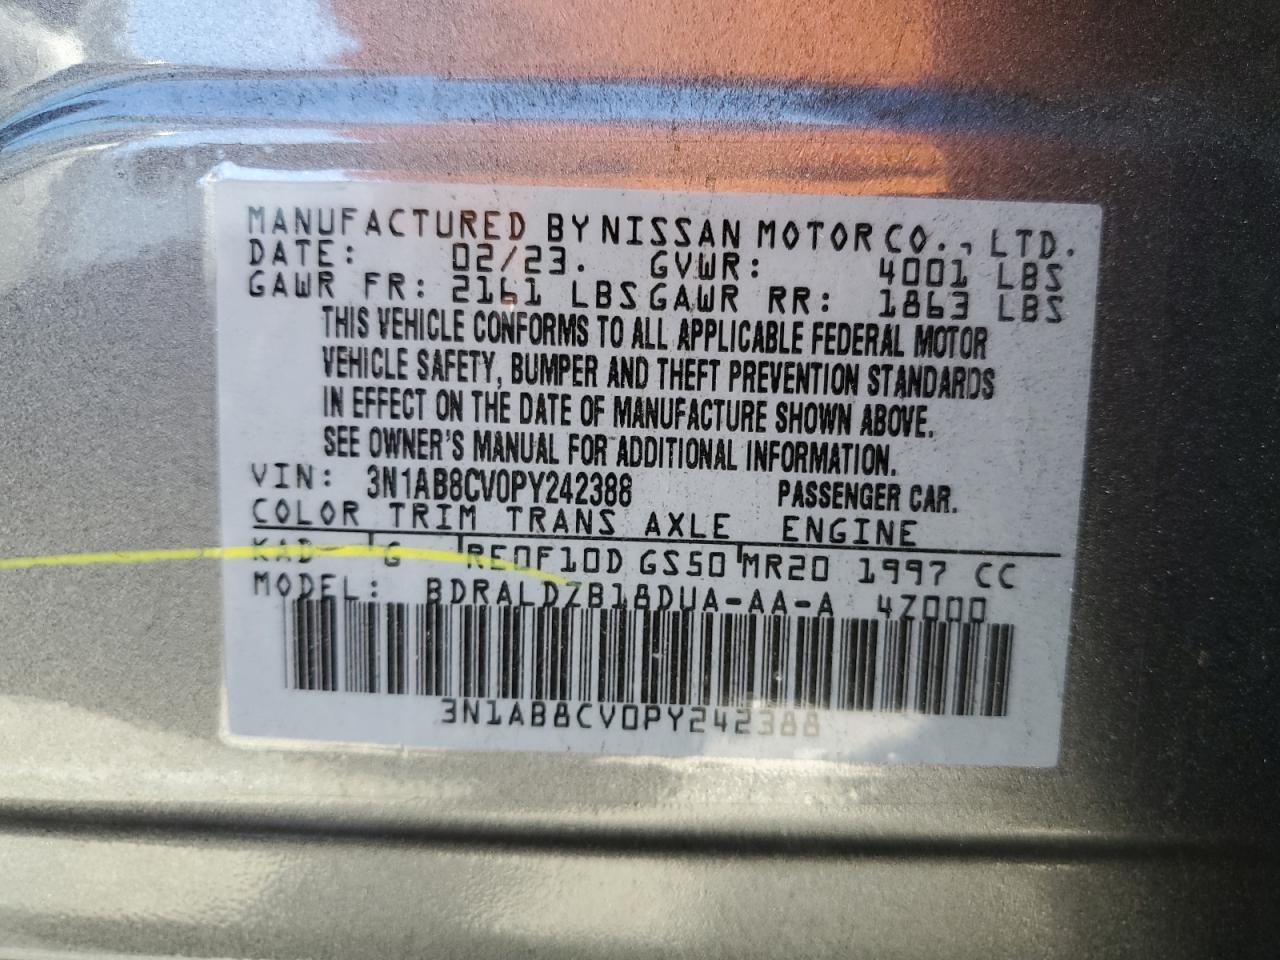 MANUFACTURED BY NISSAN MOTOR CO., LTD.
DATE: 02/23. GVWR: 4001 LBS
GAWR FR: 2161 LBS GAWR RR: 1863 LBS
THIS VEHICLE CONFORMS TO ALL APPLICABLE FEDERAL MOTOR
VEHICLE SAFETY, BUMPER AND THEFT PREVENTION STANDARDS
IN EFFECT ON THE DATE OF MANUFACTURE SHOWN ABOVE.
SEE OWNER'S MANUAL FOR ADDITIONAL INFORMATION.
VIN: 3N1AB8CV0PY242388 PASSENGER CAR.
COLOR TRIM TRANS AXLE ENGINE
KAD G RE0F10D GS50 MR20 1997 CC
MODEL: BDRALDZB18DUA-AA-A 4Z000
3N1AB8CV0PY242388